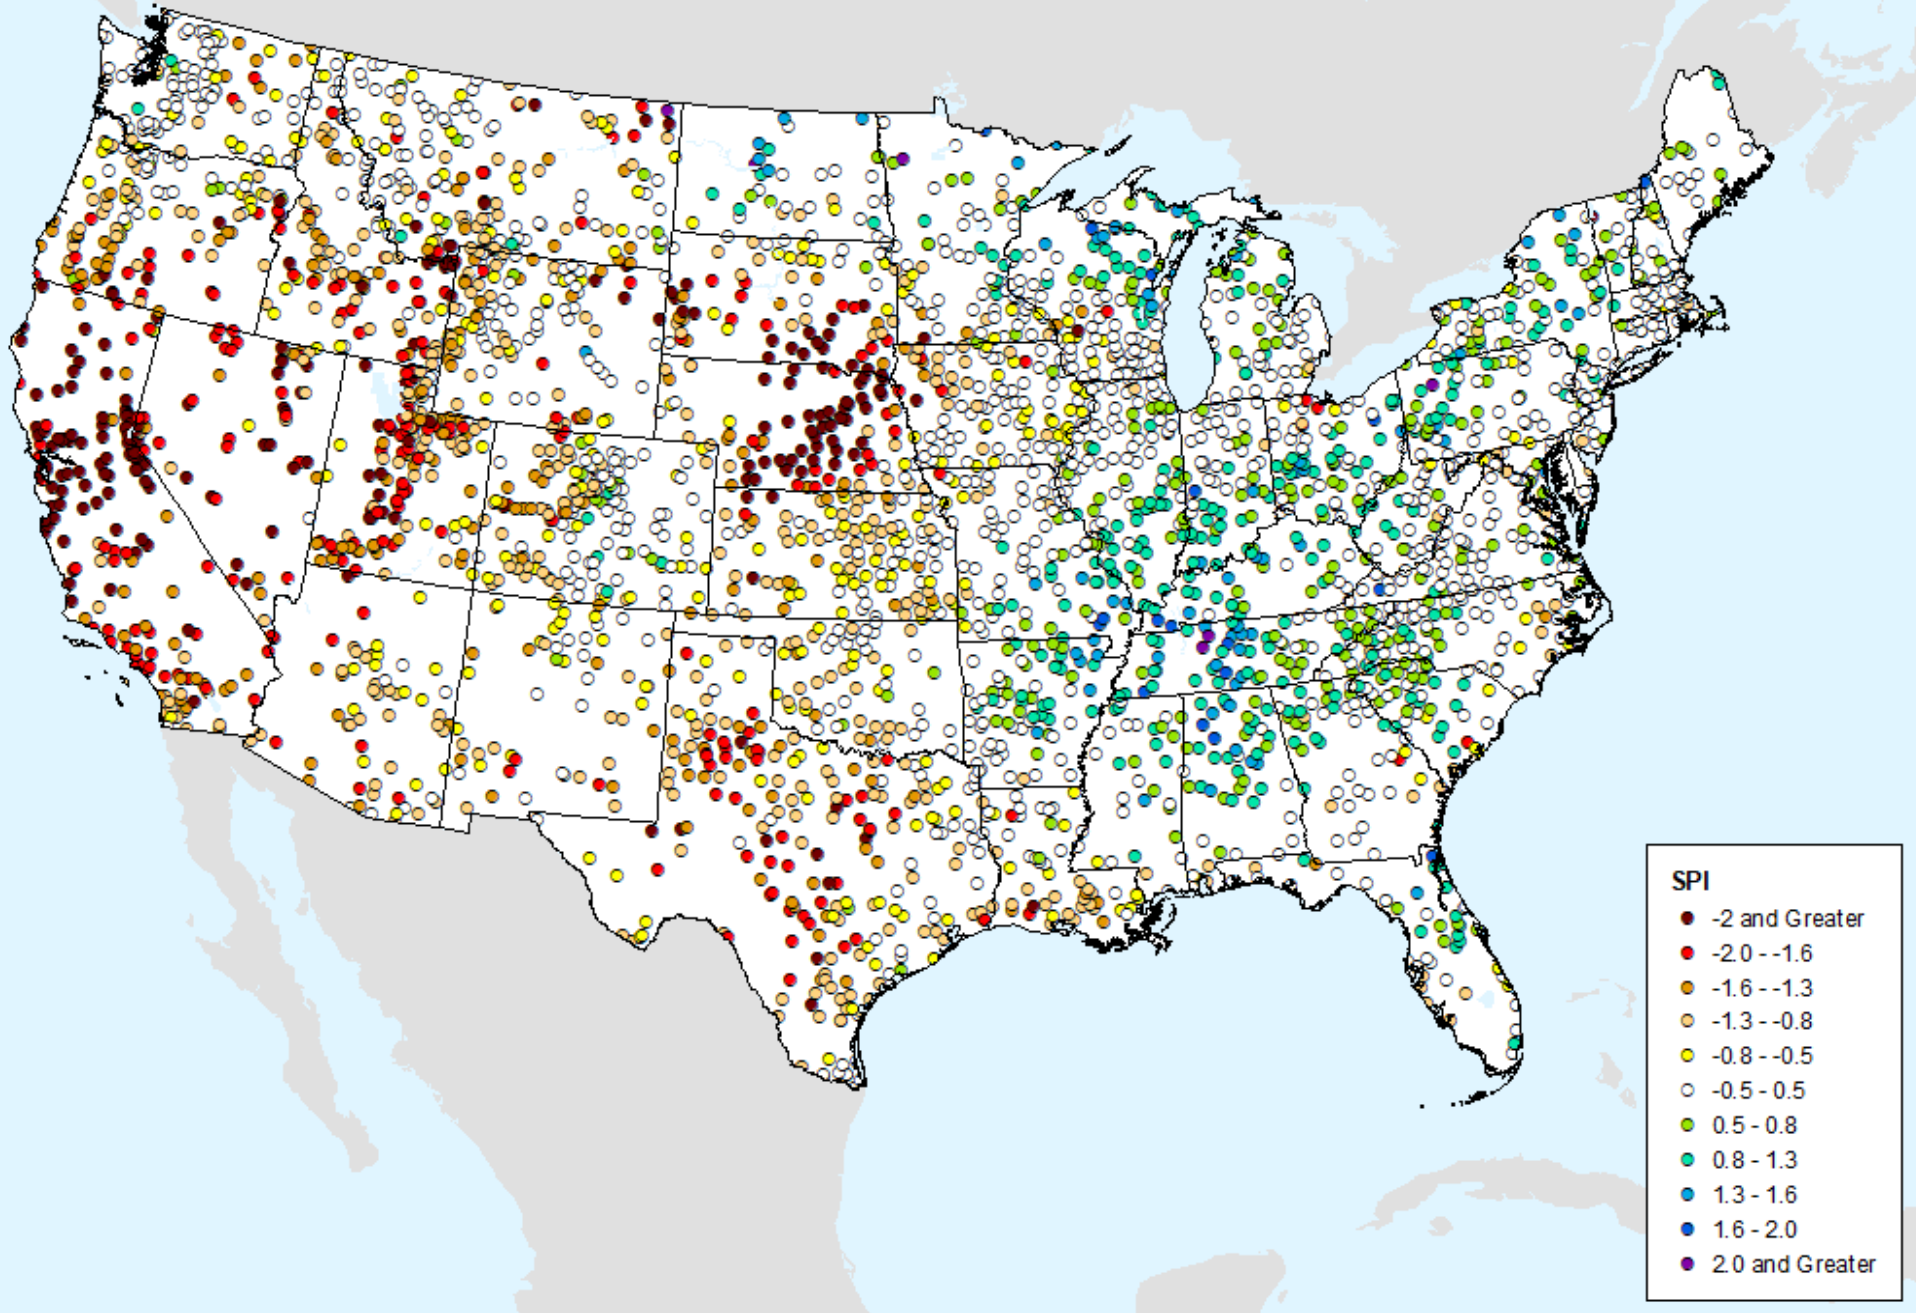 SPI
-2 and Greater
-2.0 - -1.6
-1.6 - -1.3
-1.3 - -0.8
-0.8 - -0.5
-0.5 - 0.5
0.5 - 0.8
0.8 - 1.3
1.3 - 1.6
1.6 - 2.0
2.0 and Greater